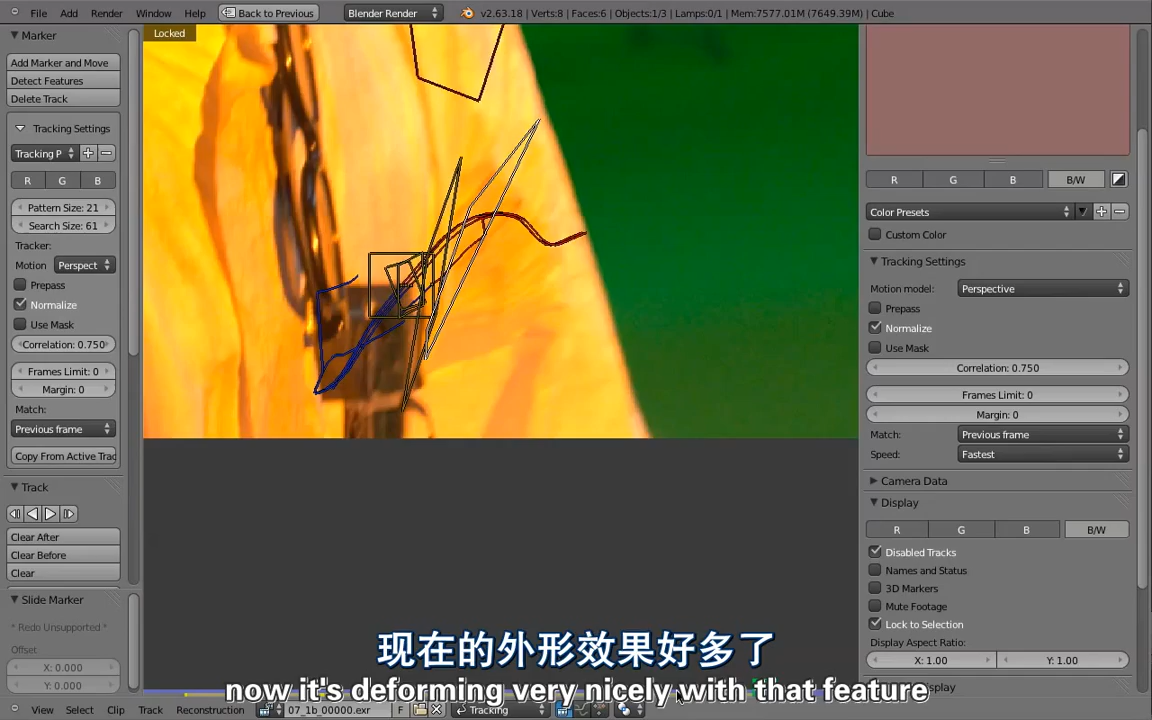 File Add Render Window Help Back to Previous Blender Render v2.63.18 | Verts:8 | Faces:6 | Objects:1/3 | Lamps:0/1 | Mem:7577.01M (7649.39M) | Cube
Marker
Locked
Add Marker and Move
Detect Features
Delete Track
Tracking Settings
Tracking P
R G B
Pattern Size: 21
Search Size: 61
Tracker:
Motion Perspect
Prepass
Normalize
Use Mask
Correlation: 0.750
Frames Limit: 0
Margin: 0
Match:
Previous frame
Copy From Active Trac
Track
Clear After
Clear Before
Clear
Slide Marker
* Redo Unsupported *
Offset
X: 0.000
Y: 0.000
R G B B/W
Color Presets
Custom Color
Tracking Settings
Motion model: Perspective
Prepass
Normalize
Use Mask
Correlation: 0.750
Frames Limit: 0
Margin: 0
Match: Previous frame
Speed: Fastest
Camera Data
Display
R G B B/W
Disabled Tracks
Names and Status
3D Markers
Mute Footage
Lock to Selection
Display Aspect Ratio:
X: 1.00 Y: 1.00
现在的外形效果好多了
now it's deforming very nicely with that feature
View Select Clip Track Reconstruction 07_1b_00000.exr F Tracking